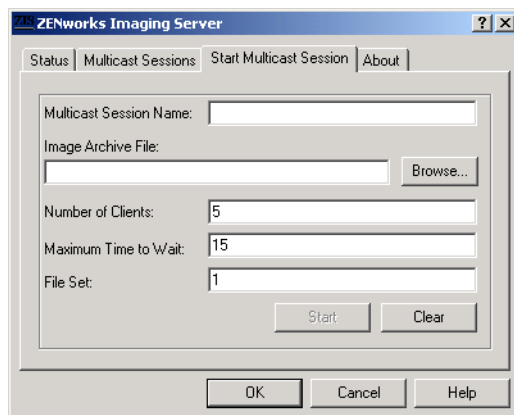 ZENworks Imaging Server
Status Multicast Sessions Start Multicast Session About
Multicast Session Name:
Image Archive File:
Browse...
Number of Clients: 5
Maximum Time to Wait: 15
File Set: 1
Start Clear
OK Cancel Help